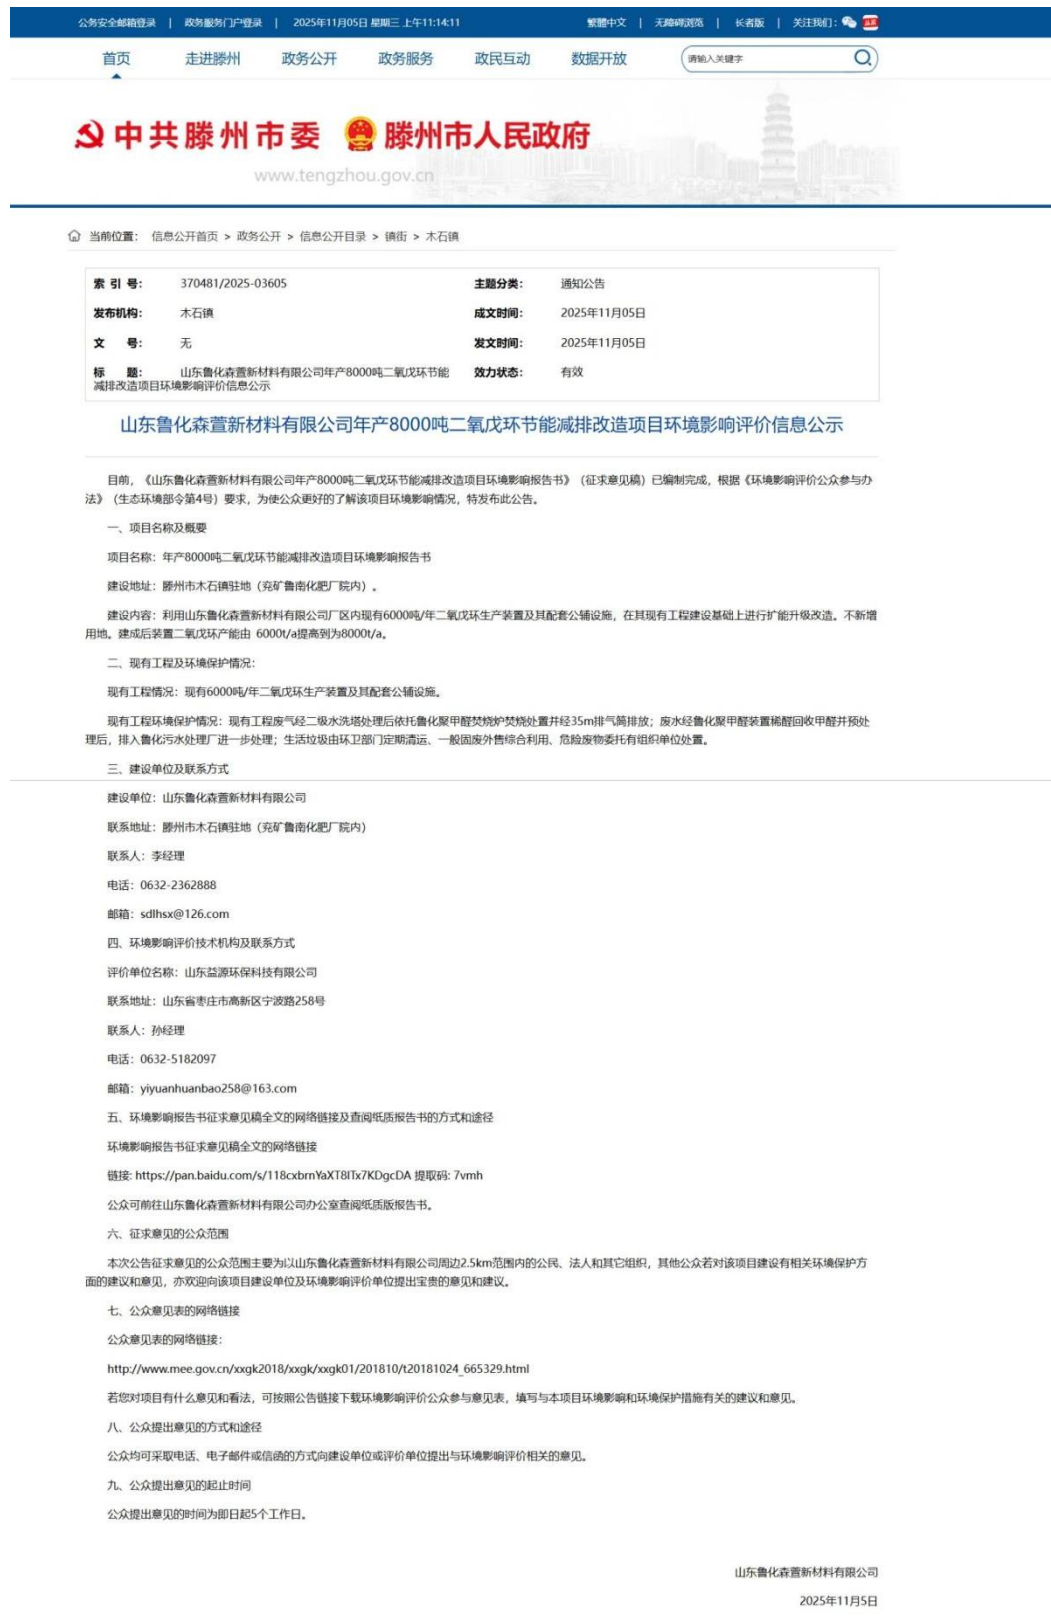 公务安全邮箱登录 | 政务服务门户登录 | 2025年11月05日 星期三 上午11:14:11 繁體中文 | 无障碍浏览 | 长者版 | 关注我们：
首页 走进滕州 政务公开 政务服务 政民互动 数据开放 请输入关键字
中共滕州市委 滕州市人民政府
www.tengzhou.gov.cn
当前位置： 信息公开首页 > 政务公开 > 信息公开目录 > 镇街 > 木石镇
索 引 号： 370481/2025-03605 主题分类： 通知公告
发布机构： 木石镇 成文时间： 2025年11月05日
文 号： 无 发文时间： 2025年11月05日
标 题： 山东鲁化森萱新材料有限公司年产8000吨二氧戊环节能 效力状态： 有效
减排改造项目环境影响评价信息公示
山东鲁化森萱新材料有限公司年产8000吨二氧戊环节能减排改造项目环境影响评价信息公示
目前，《山东鲁化森萱新材料有限公司年产8000吨二氧戊环节能减排改造项目环境影响报告书》（征求意见稿）已编制完成，根据《环境影响评价公众参与办
法》（生态环境部令第4号）要求，为使公众更好的了解该项目环境影响情况，特发布此公告。
一、项目名称及概要
项目名称：年产8000吨二氧戊环节能减排改造项目环境影响报告书
建设地址：滕州市木石镇驻地（兖矿鲁南化肥厂院内）。
建设内容：利用山东鲁化森萱新材料有限公司厂区内现有6000吨/年二氧戊环生产装置及其配套公辅设施，在其现有工程建设基础上进行扩能升级改造。不新增
用地。建成后装置二氧戊环产能由 6000t/a提高到为8000t/a。
二、现有工程及环境保护情况：
现有工程情况：现有6000吨/年二氧戊环生产装置及其配套公辅设施。
现有工程环境保护情况：现有工程废气经二级水洗塔处理后依托鲁化聚甲醛焚烧炉焚烧处置并经35m排气筒排放；废水经鲁化聚甲醛装置稀醛回收甲醛并预处
理后，排入鲁化污水处理厂进一步处理；生活垃圾由环卫部门定期清运、一般固废外售综合利用、危险废物委托有组织单位处置。
三、建设单位及联系方式
建设单位：山东鲁化森萱新材料有限公司
联系地址：滕州市木石镇驻地（兖矿鲁南化肥厂院内）
联系人：李经理
电话：0632-2362888
邮箱：sdlhsx@126.com
四、环境影响评价技术机构及联系方式
评价单位名称：山东益源环保科技有限公司
联系地址：山东省枣庄市高新区宁波路258号
联系人：孙经理
电话：0632-5182097
邮箱：yiyuanhuanbao258@163.com
五、环境影响报告书征求意见稿全文的网络链接及查阅纸质报告书的方式和途径
环境影响报告书征求意见稿全文的网络链接
链接: https://pan.baidu.com/s/118cxbrnYaXT8ITx7KDgcDA 提取码: 7vmh
公众可前往山东鲁化森萱新材料有限公司办公室查阅纸质版报告书。
六、征求意见的公众范围
本次公告征求意见的公众范围主要为以山东鲁化森萱新材料有限公司周边2.5km范围内的公民、法人和其它组织，其他公众若对该项目建设有相关环境保护方
面的建议和意见，亦欢迎向该项目建设单位及环境影响评价单位提出宝贵的意见和建议。
七、公众意见表的网络链接
公众意见表的网络链接：
http://www.mee.gov.cn/xxgk2018/xxgk/xxgk01/201810/t20181024_665329.html
若您对项目有什么意见和看法，可按照公告链接下载环境影响评价公众参与意见表，填写与本项目环境影响和环境保护措施有关的建议和意见。
八、公众提出意见的方式和途径
公众均可采取电话、电子邮件或信函的方式向建设单位或评价单位提出与环境影响评价相关的意见。
九、公众提出意见的起止时间
公众提出意见的时间为即日起5个工作日。
山东鲁化森萱新材料有限公司
2025年11月5日